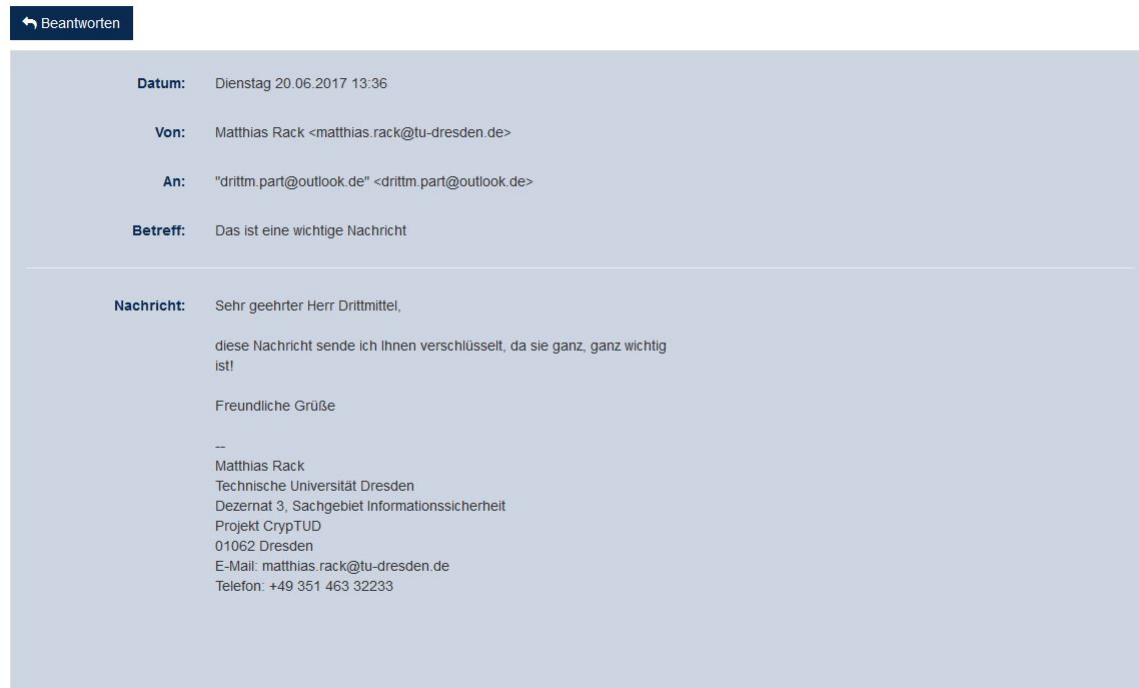 Beantworten
Datum: Dienstag 20.06.2017 13:36
Von: Matthias Rack <matthias.rack@tu-dresden.de>
An: "drittm.part@outlook.de" <drittm.part@outlook.de>
Betreff: Das ist eine wichtige Nachricht
Nachricht: Sehr geehrter Herr Drittmittel,
diese Nachricht sende ich Ihnen verschlüsselt, da sie ganz, ganz wichtig
ist!
Freundliche Grüße
--
Matthias Rack
Technische Universität Dresden
Dezernat 3, Sachgebiet Informationssicherheit
Projekt CrypTUD
01062 Dresden
E-Mail: matthias.rack@tu-dresden.de
Telefon: +49 351 463 32233